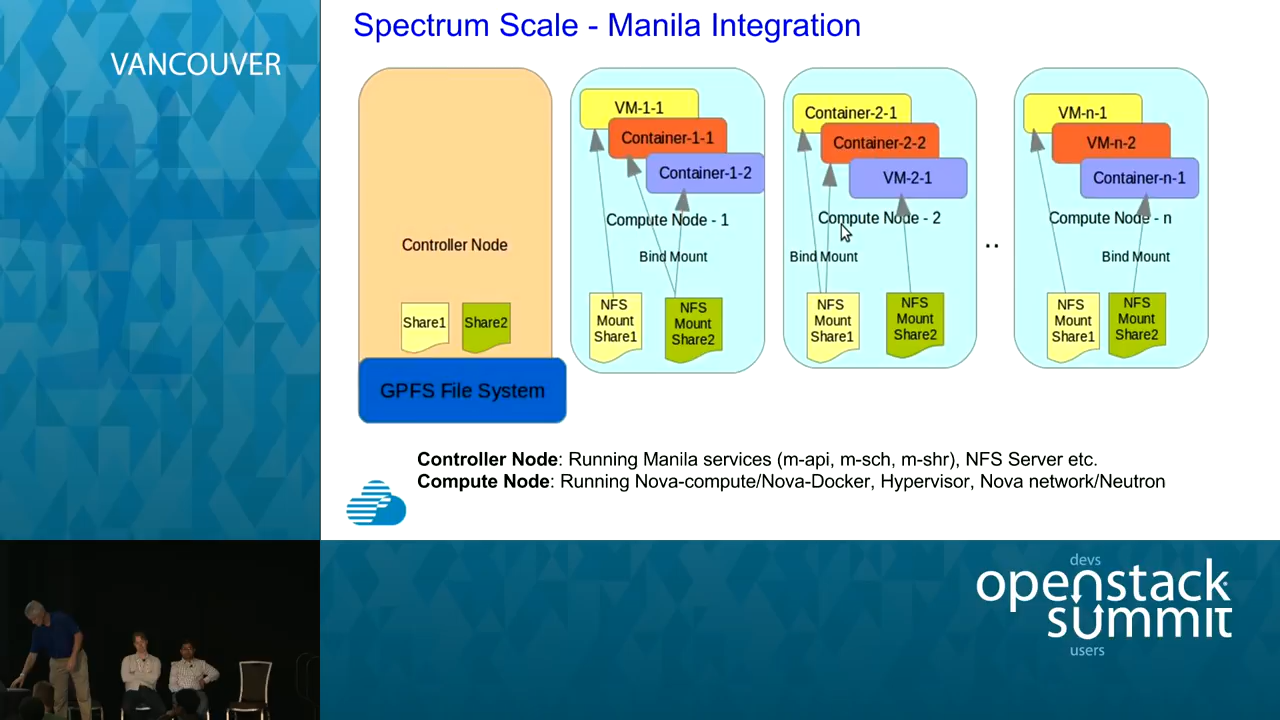 VANCOUVER
Spectrum Scale - Manila Integration
Controller Node
Share1
Share2
GPFS File System
VM-1-1
Container-1-1
Container-1-2
Compute Node - 1
Bind Mount
NFS
Mount
Share1
NFS
Mount
Share2
Container-2-1
Container-2-2
VM-2-1
Compute Node - 2
Bind Mount
NFS
Mount
Share1
NFS
Mount
Share2
..
VM-n-1
VM-n-2
Container-n-1
Compute Node - n
Bind Mount
NFS
Mount
Share1
NFS
Mount
Share2
Controller Node: Running Manila services (m-api, m-sch, m-shr), NFS Server etc.
Compute Node: Running Nova-compute/Nova-Docker, Hypervisor, Nova network/Neutron
devs
openstack
summit
users